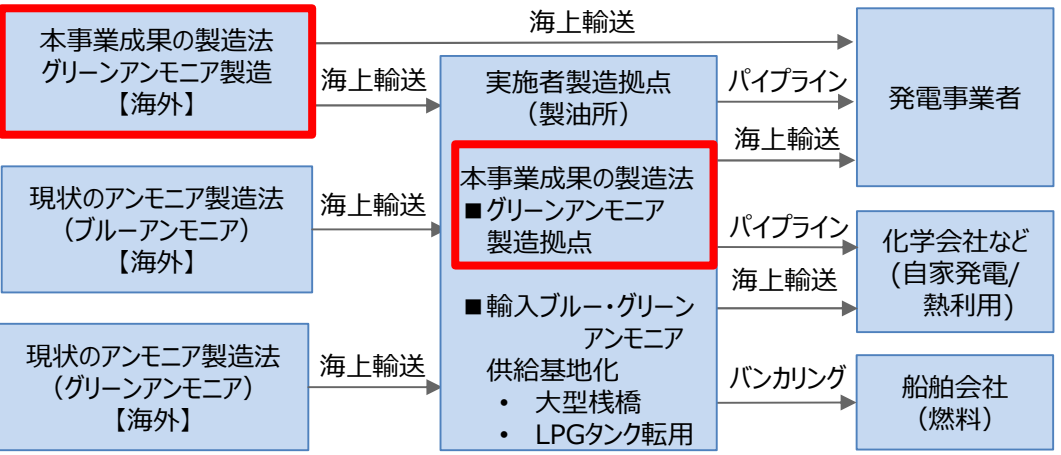 本事業成果の製造法
グリーンアンモニア製造
【海外】
現状のアンモニア製造法
(ブルーアンモニア)
【海外】
現状のアンモニア製造法
(グリーンアンモニア)
【海外】
海上輸送
海上輸送
海上輸送
海上輸送
実施者製造拠点
(製油所)
本事業成果の製造法
■グリーンアンモニア
製造拠点
■輸入ブルー・グリーン
アンモニア
供給基地化
• 大型桟橋
• LPGタンク転用
パイプライン
海上輸送
パイプライン
海上輸送
バンカリング
発電事業者
化学会社など
(自家発電/
熱利用)
船舶会社
(燃料)